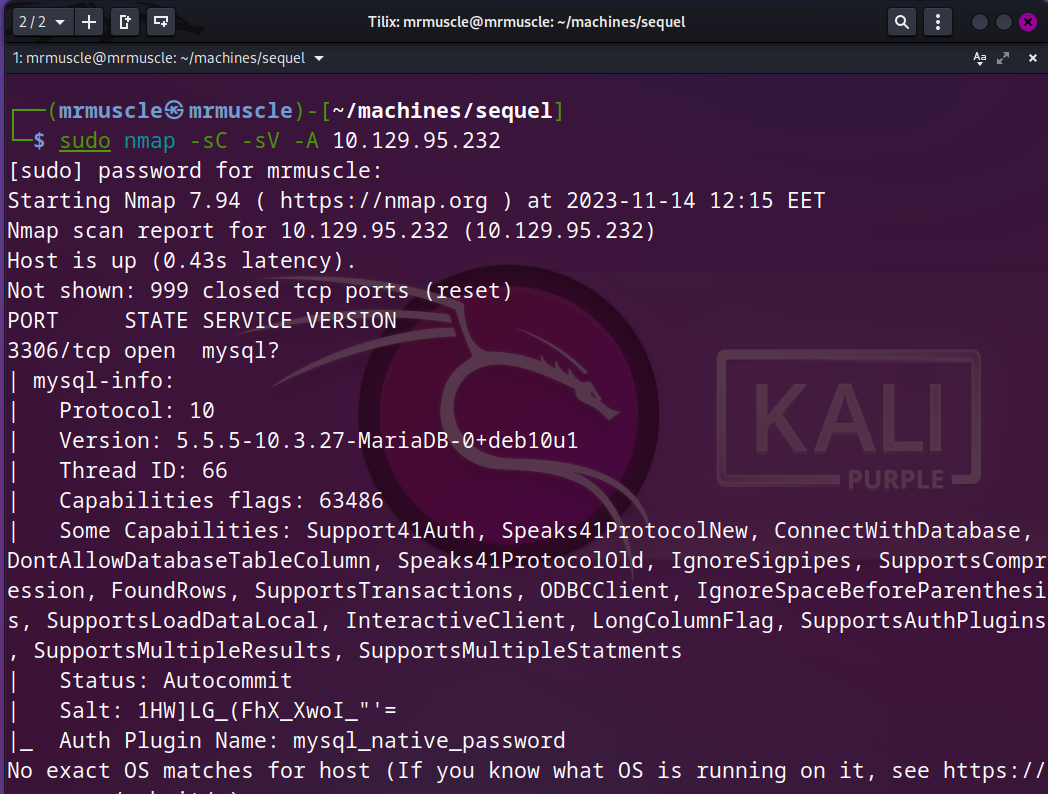 2 / 2
Tilix: mrmuscle@mrmuscle: ~/machines/sequel
1: mrmuscle@mrmuscle: ~/machines/sequel
(mrmuscle㉿mrmuscle)-[~/machines/sequel]
$ sudo nmap -sC -sV -A 10.129.95.232
[sudo] password for mrmuscle:
Starting Nmap 7.94 ( https://nmap.org ) at 2023-11-14 12:15 EET
Nmap scan report for 10.129.95.232 (10.129.95.232)
Host is up (0.43s latency).
Not shown: 999 closed tcp ports (reset)
PORT     STATE SERVICE VERSION
3306/tcp open  mysql?
| mysql-info:
|   Protocol: 10
|   Version: 5.5.5-10.3.27-MariaDB-0+deb10u1
|   Thread ID: 66
|   Capabilities flags: 63486
|   Some Capabilities: Support41Auth, Speaks41ProtocolNew, ConnectWithDatabase,
DontAllowDatabaseTableColumn, Speaks41ProtocolOld, IgnoreSigpipes, SupportsCompr
ession, FoundRows, SupportsTransactions, ODBCClient, IgnoreSpaceBeforeParenthesi
s, SupportsLoadDataLocal, InteractiveClient, LongColumnFlag, SupportsAuthPlugins
, SupportsMultipleResults, SupportsMultipleStatments
|   Status: Autocommit
|   Salt: 1HW]LG_(FhX_XwoI_"'=
|_  Auth Plugin Name: mysql_native_password
No exact OS matches for host (If you know what OS is running on it, see https://
KALI
PURPLE